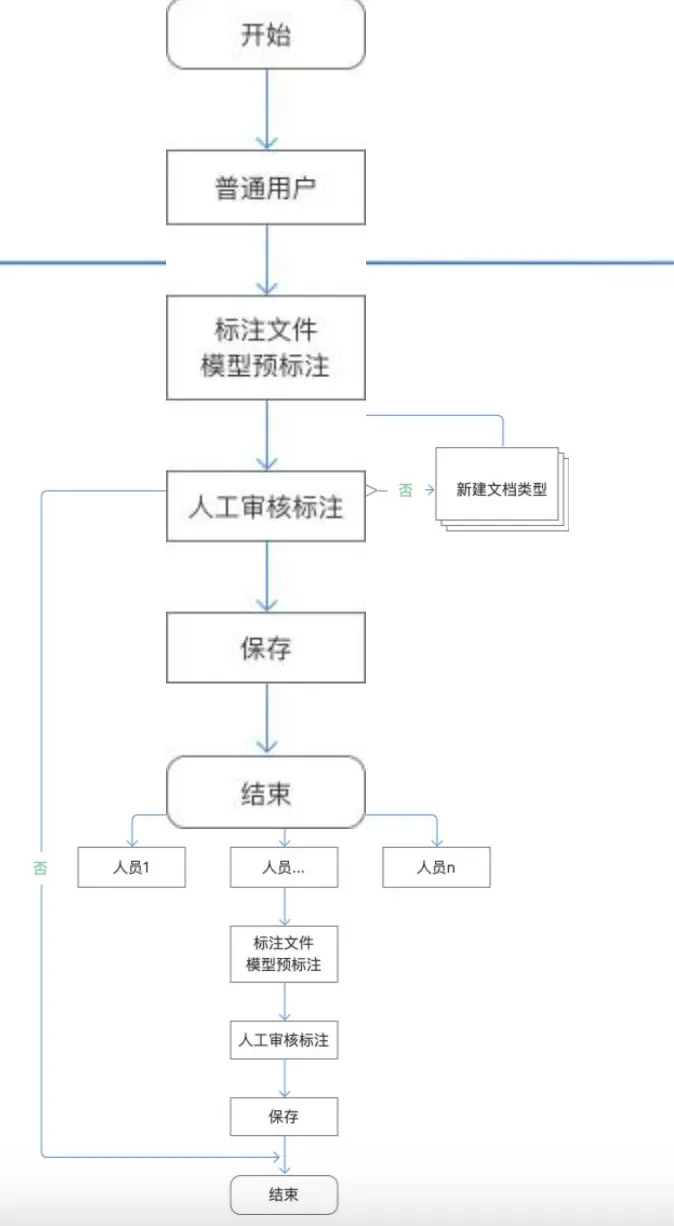 开始
普通用户
标注文件
模型预标注
人工审核标注
否
新建文档类型
保存
结束
否
人员1
人员...
人员n
标注文件
模型预标注
人工审核标注
保存
结束